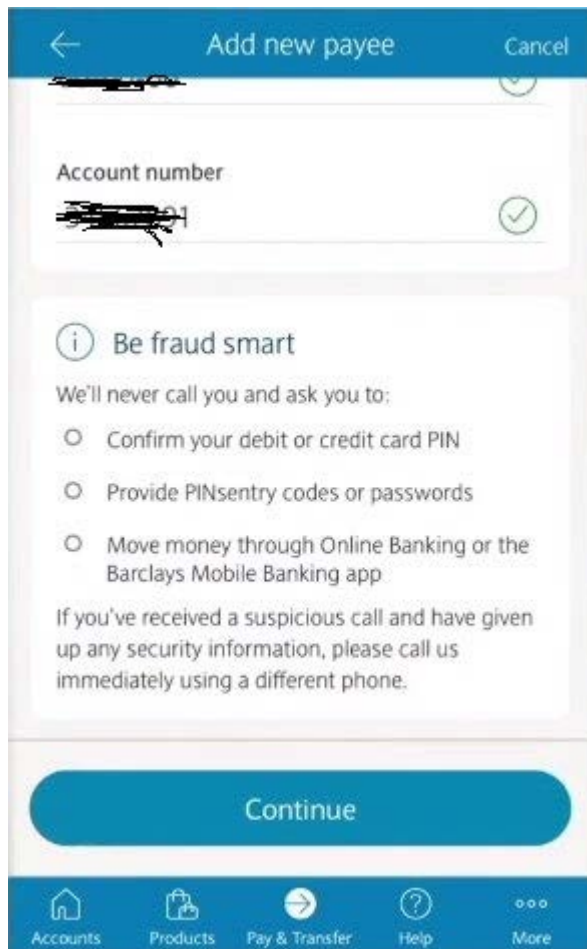 Add new payee
Cancel
Account number
Be fraud smart
We'll never call you and ask you to:
Confirm your debit or credit card PIN
Provide PINsentry codes or passwords
Move money through Online Banking or the
Barclays Mobile Banking app
If you've received a suspicious call and have given
up any security information, please call us
immediately using a different phone.
Continue
Accounts
Products
Pay & Transfer
Help
More